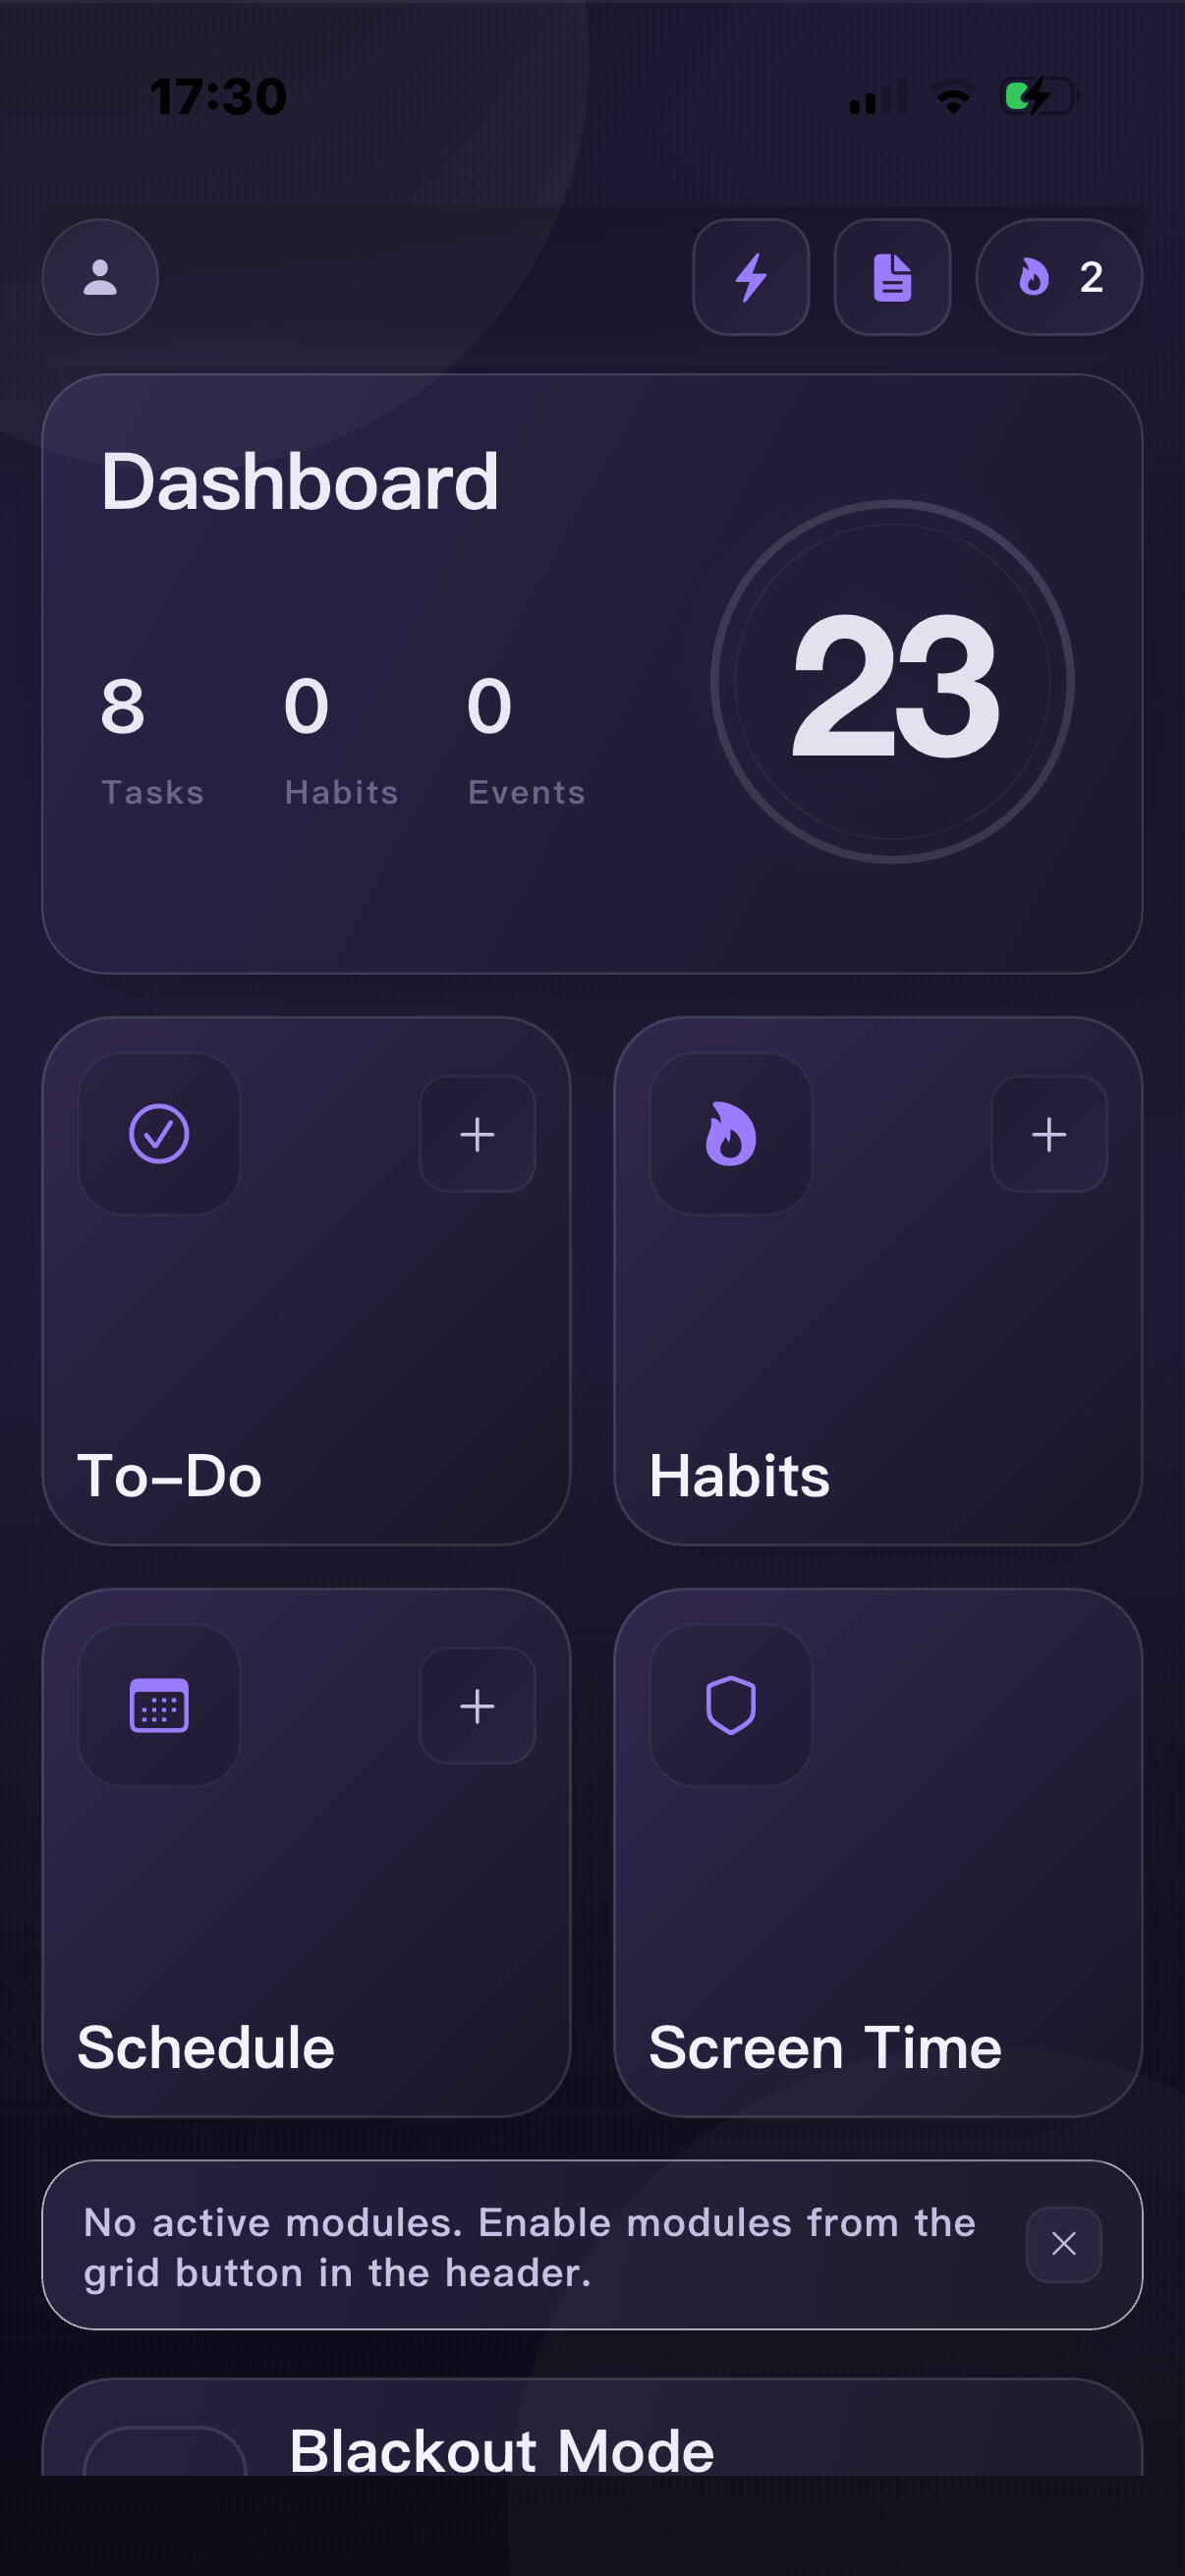 17:30
2
Dashboard
23
8
0
0
Tasks
Habits
Events
To-Do
Habits
Schedule
Screen Time
No active modules. Enable modules from the
grid button in the header.
Blackout Mode